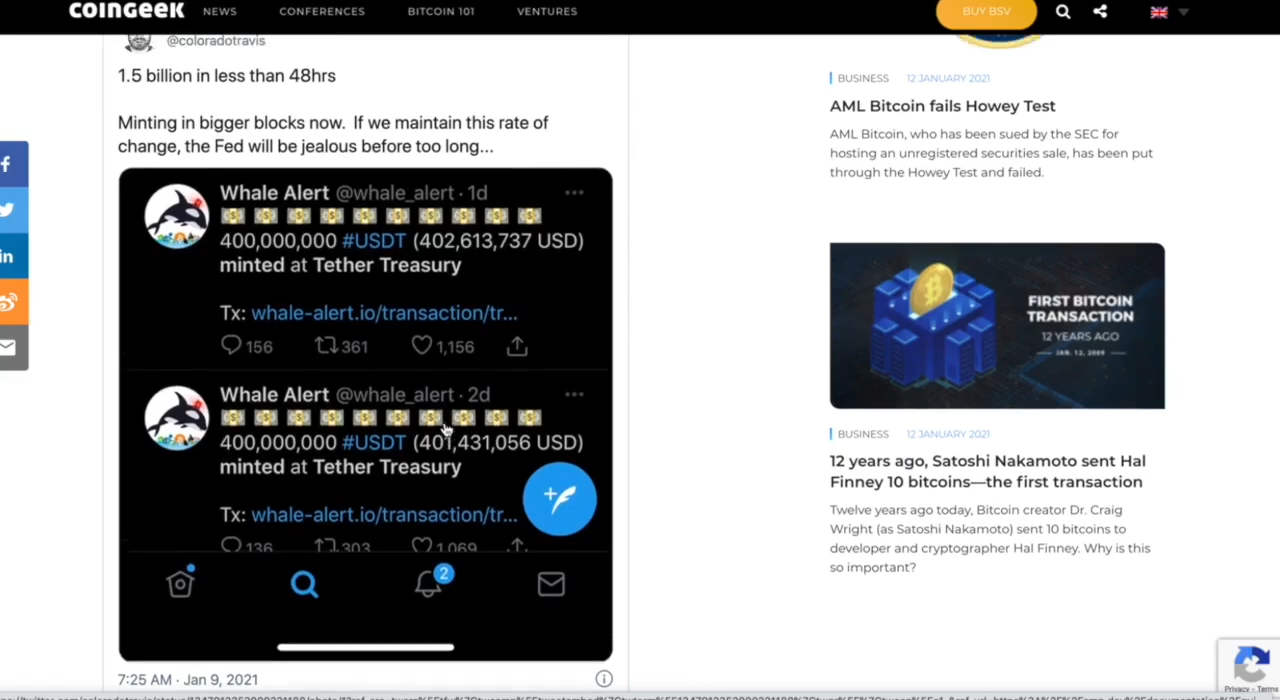 COINGEEK NEWS CONFERENCES BITCOIN 101 VENTURES BUY BSV
@coloradotravis
1.5 billion in less than 48hrs
Minting in bigger blocks now. If we maintain this rate of
change, the Fed will be jealous before too long...
Whale Alert @whale_alert · 1d
400,000,000 #USDT (402,613,737 USD)
minted at Tether Treasury
Tx: whale-alert.io/transaction/tr...
156 361 1,156
Whale Alert @whale_alert · 2d
400,000,000 #USDT (401,431,056 USD)
minted at Tether Treasury
Tx: whale-alert.io/transaction/tr...
136 303 1,069
2
7:25 AM · Jan 9, 2021
BUSINESS 12 JANUARY 2021
AML Bitcoin fails Howey Test
AML Bitcoin, who has been sued by the SEC for
hosting an unregistered securities sale, has been put
through the Howey Test and failed.
FIRST BITCOIN
TRANSACTION
12 YEARS AGO
JAN. 12, 2009
BUSINESS 12 JANUARY 2021
12 years ago, Satoshi Nakamoto sent Hal
Finney 10 bitcoins—the first transaction
Twelve years ago today, Bitcoin creator Dr. Craig
Wright (as Satoshi Nakamoto) sent 10 bitcoins to
developer and cryptographer Hal Finney. Why is this
so important?
Privacy - Terms